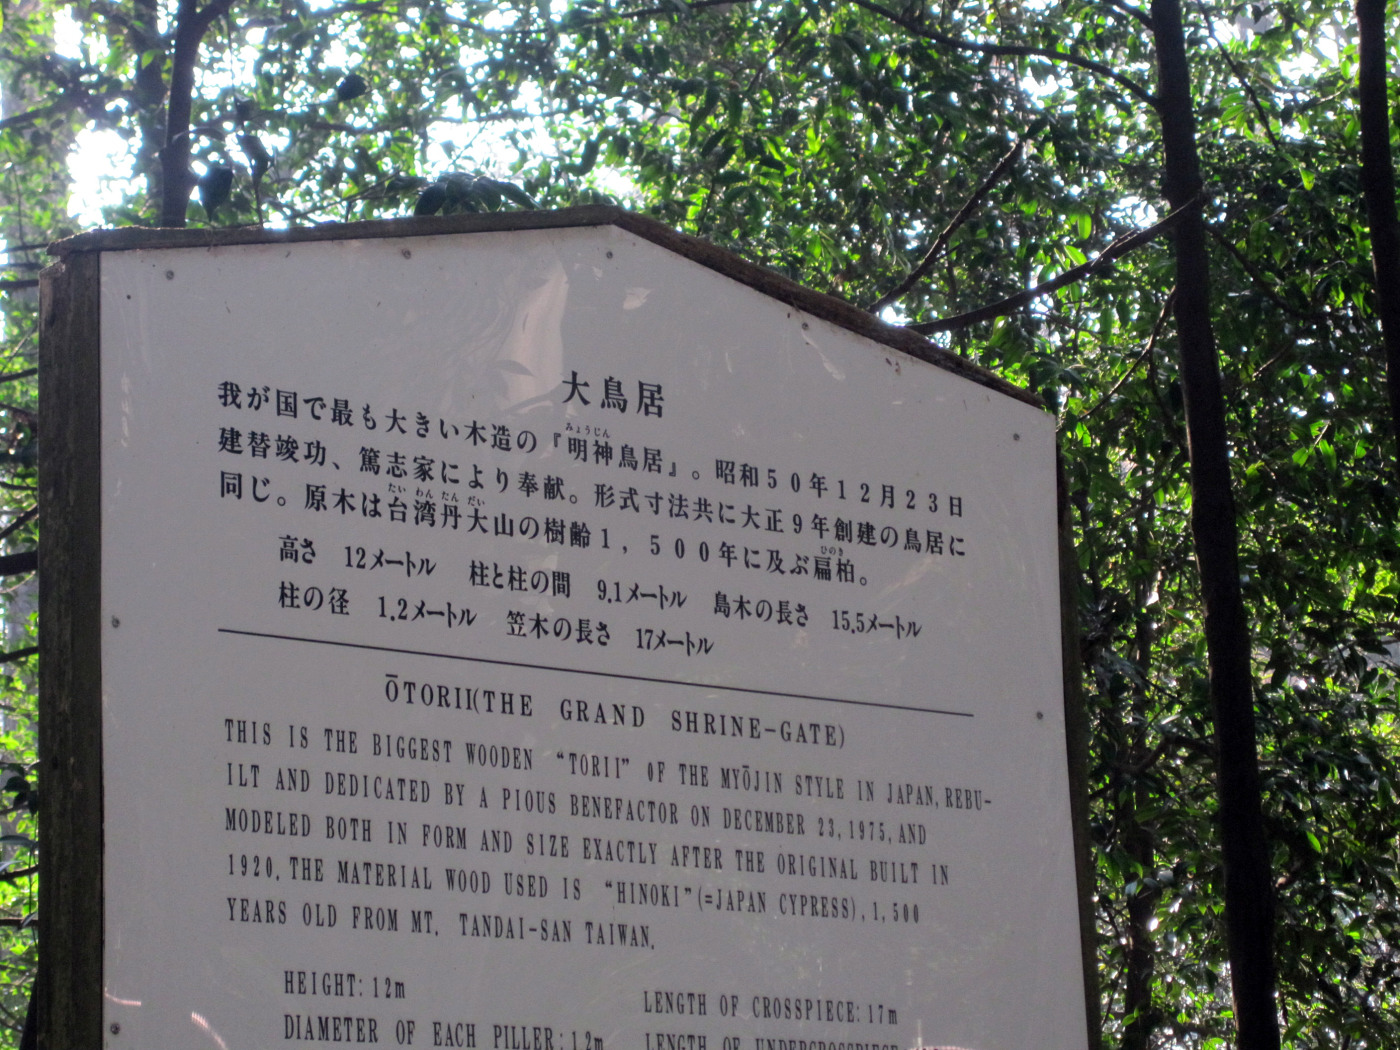 大鳥居
我が国で最も大きい木造の『明神鳥居』。昭和50年12月23日
建替竣功、篤志家により奉献。形式寸法共に大正9年創建の鳥居に
同じ。原木は台湾丹大山の樹齢1,500年に及ぶ扁柏。
高さ 12メートル 柱と柱の間 9.1メートル 島木の長さ 15.5メートル
柱の径 1.2メートル 笠木の長さ 17メートル
ŌTORII(THE GRAND SHRINE-GATE)
THIS IS THE BIGGEST WOODEN “TORII” OF THE MYŌJIN STYLE IN JAPAN, REBU-
ILT AND DEDICATED BY A PIOUS BENEFACTOR ON DECEMBER 23, 1975, AND
MODELED BOTH IN FORM AND SIZE EXACTLY AFTER THE ORIGINAL BUILT IN
1920. THE MATERIAL WOOD USED IS “HINOKI”(=JAPAN CYPRESS), 1,500
YEARS OLD FROM MT. TANDAI-SAN TAIWAN.
HEIGHT: 12m LENGTH OF CROSSPIECE: 17m
DIAMETER OF EACH PILLER: 1.2m LENGTH OF UNDERCROSSPIECE